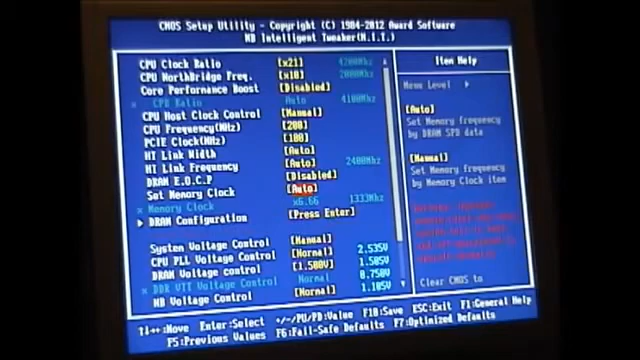 CMOS Setup Utility - Copyright (C) 1984-2012 Award Software
MB Intelligent Tweaker(M.I.T.)
CPU Clock Ratio [x21] 4200Mhz
CPU NorthBridge Freq. [x10] 2000Mhz
Core Performance Boost [Disabled]
x CPB Ratio Auto 4100Mhz
CPU Host Clock Control [Manual]
CPU Frequency(MHz) [200]
PCIE Clock(MHz) [100]
HT Link Width [Auto]
HT Link Frequency [Auto] 2400Mhz
DRAM E.O.C.P [Disabled]
Set Memory Clock [Auto]
x Memory Clock x6.66 1333Mhz
DRAM Configuration [Press Enter]
System Voltage Control [Manual]
CPU PLL Voltage Control [Normal] 2.535V
DRAM Voltage control [1.500V] 1.505V
x DDR VTT Voltage Control Normal 0.750V
NB Voltage Control [Normal] 1.105V
Item Help
Menu Level
[Auto]
Set Memory frequency
by DRAM SPD data
[Manual]
Set Memory frequency
by Memory Clock item
Clear CMOS to
↑↓→←:Move Enter:Select +/-/PU/PD:Value F10:Save ESC:Exit F1:General Help
F5:Previous Values F6:Fail-Safe Defaults F7:Optimized Defaults